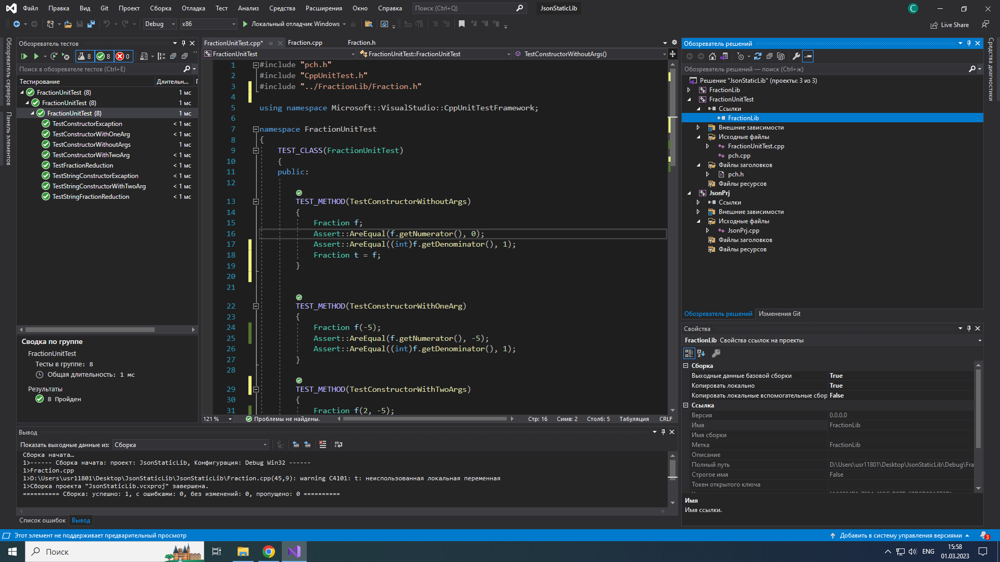 Файл Правка Вид Git Проект Сборка Отладка Тест Анализ Средства Расширения Окно Справка Поиск (Ctrl+Q) JsonStaticLib C
Debug x86 Локальный отладчик Windows Live Share
Обозреватель серверов
Панель элементов
Обозреватель тестов
8 8 0
Поиск в обозревателе тестов (Ctrl+E)
Тестирование Длительн...
FractionUnitTest (8) 1 мс
FractionUnitTest (8) 1 мс
FractionUnitTest (8) 1 мс
TestConstructorException < 1 мс
TestConstructorWithOneArg < 1 мс
TestConstructorWithoutArgs 1 мс
TestConstructorWithTwoArg < 1 мс
TestFractionReduction < 1 мс
TestStringConstructorException < 1 мс
TestStringConstructorWithTwoArg < 1 мс
TestStringFractionReduction < 1 мс
Сводка по группе
FractionUnitTest
Тесты в группе: 8
Общая длительность: 1 мс
Результаты
8 Пройден
FractionUnitTest.cpp* Fraction.cpp Fraction.h
FractionUnitTest FractionUnitTest::FractionUnitTest TestConstructorWithoutArgs()
1 #include "pch.h"
2 #include "CppUnitTest.h"
3 #include "../FractionLib/Fraction.h"
4
5 using namespace Microsoft::VisualStudio::CppUnitTestFramework;
6
7 namespace FractionUnitTest
8 {
9 TEST_CLASS(FractionUnitTest)
10 {
11 public:
12
13 TEST_METHOD(TestConstructorWithoutArgs)
14 {
15 Fraction f;
16 Assert::AreEqual(f.getNumerator(), 0);
17 Assert::AreEqual((int)f.getDenominator(), 1);
18 Fraction t = f;
19 }
20
21
22 TEST_METHOD(TestConstructorWithOneArg)
23 {
24 Fraction f(-5);
25 Assert::AreEqual(f.getNumerator(), -5);
26 Assert::AreEqual((int)f.getDenominator(), 1);
27 }
28
29 TEST_METHOD(TestConstructorWithTwoArgs)
30 {
31 Fraction f(2, -5);
121 % Проблемы не найдены. Стр: 16 Симв: 2 Столб: 5 Табуляция CRLF
Вывод
Показать выходные данные из: Сборка
Сборка начата…
1>------ Сборка начата: проект: JsonStaticLib, Конфигурация: Debug Win32 ------
1>Fraction.cpp
1>D:\Users\usr11801\Desktop\JsonStaticLib\JsonStaticLib\Fraction.cpp(45,9): warning C4101: t: неиспользованная локальная переменная
1>Сборка проекта "JsonStaticLib.vcxproj" завершена.
========== Сборка: успешно: 1, с ошибками: 0, без изменений: 0, пропущено: 0 ==========
Список ошибок Вывод
Обозреватель решений
Обозреватель решений — поиск (Ctrl+ж)
Решение "JsonStaticLib" (проекты: 3 из 3)
FractionLib
FractionUnitTest
Ссылки
FractionLib
Внешние зависимости
Исходные файлы
FractionUnitTest.cpp
pch.cpp
Файлы заголовков
pch.h
Файлы ресурсов
JsonPrj
Ссылки
Внешние зависимости
Исходные файлы
JsonPrj.cpp
Файлы заголовков
Файлы ресурсов
Обозреватель решений Изменения Git
Средства диагностики
Свойства
FractionLib Свойства ссылок на проекты
Сборка
Выходные данные базовой сборки True
Копировать локально True
Копировать локальные вспомогательные сбор False
Ссылка
Версия 0.0.0.0
Имя FractionLib
Имя сборки
Метка FractionLib
Описание
Полный путь D:\Users\usr11801\Desktop\JsonStaticLib\Debug\Fra
Строгое имя False
Токен открытого ключа
Имя
Имя ссылки.
Этот элемент не поддерживает предварительный просмотр Добавить в систему управления версиями 3
Поиск ENG 15:58
01.03.2023